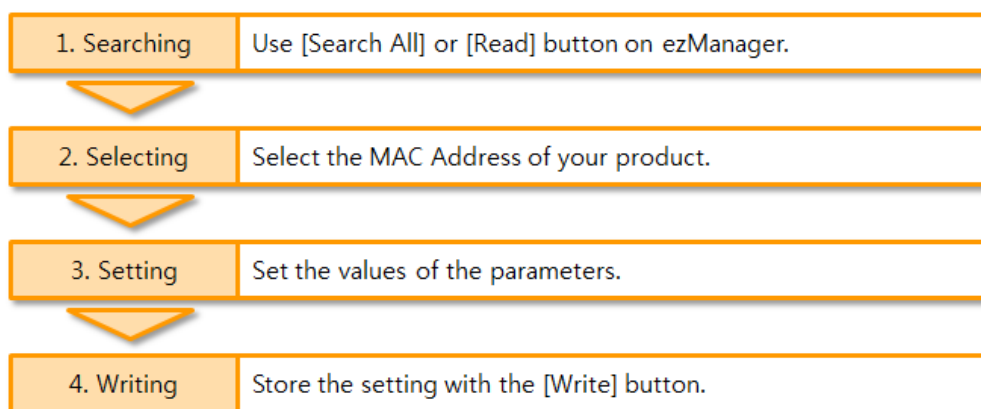 1. Searching Use [Search All] or [Read] button on ezManager.
2. Selecting Select the MAC Address of your product.
3. Setting Set the values of the parameters.
4. Writing Store the setting with the [Write] button.